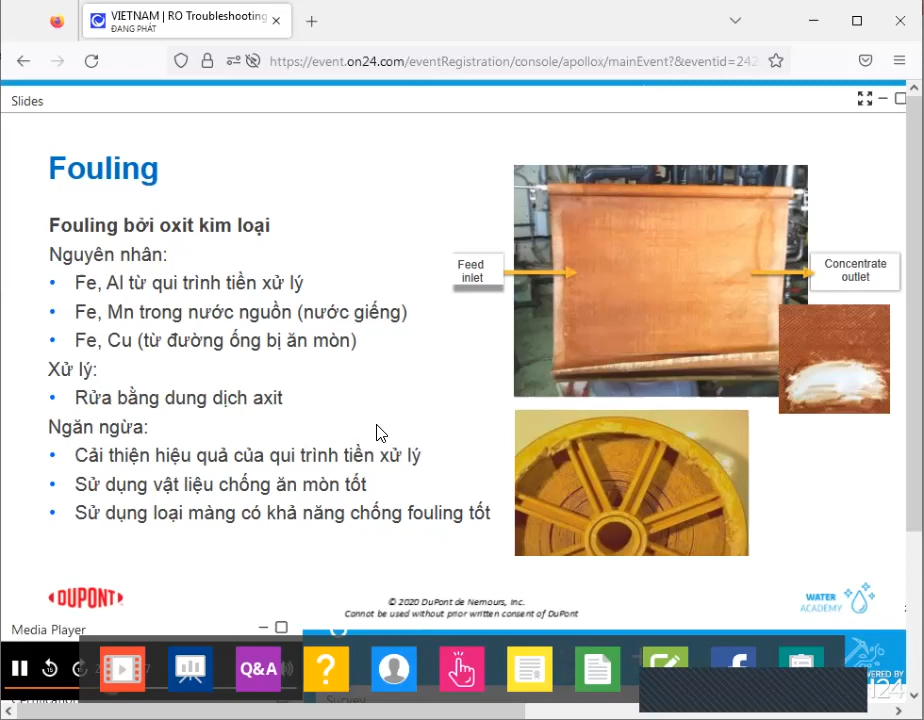 VIETNAM | RO Troubleshooting
ĐANG PHÁT
https://event.on24.com/eventRegistration/console/apollox/mainEvent?&eventid=242
Slides
Fouling
Fouling bởi oxit kim loại
Nguyên nhân:
• Fe, Al từ qui trình tiền xử lý
• Fe, Mn trong nước nguồn (nước giếng)
• Fe, Cu (từ đường ống bị ăn mòn)
Xử lý:
• Rửa bằng dung dịch axit
Ngăn ngừa:
• Cải thiện hiệu quả của qui trình tiền xử lý
• Sử dụng vật liệu chống ăn mòn tốt
• Sử dụng loại màng có khả năng chống fouling tốt
Feed
inlet
Concentrate
outlet
DUPONT
© 2020 DuPont de Nemours, Inc.
Cannot be used without prior written consent of DuPont
WATER
ACADEMY
Media Player
15
Q&A
?
POWERED BY
Survey